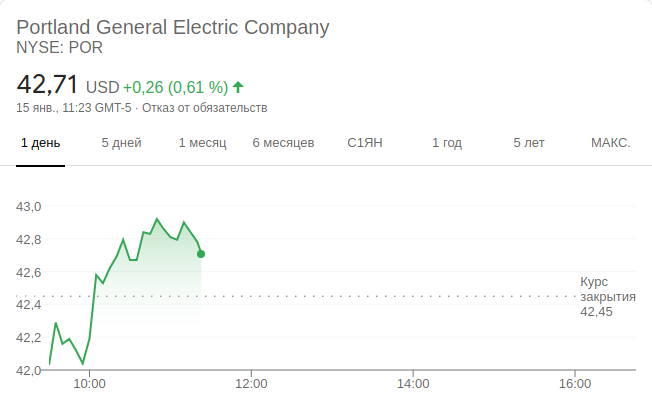 Portland General Electric Company
NYSE: POR
42,71 USD +0,26 (0,61 %)
15 янв., 11:23 GMT-5 · Отказ от обязательств
1 день 5 дней 1 месяц 6 месяцев С1ЯН 1 год 5 лет МАКС.
43,0
42,8
42,6
Курс
закрытия
42,45
42,4
42,2
42,0
10:00 12:00 14:00 16:00